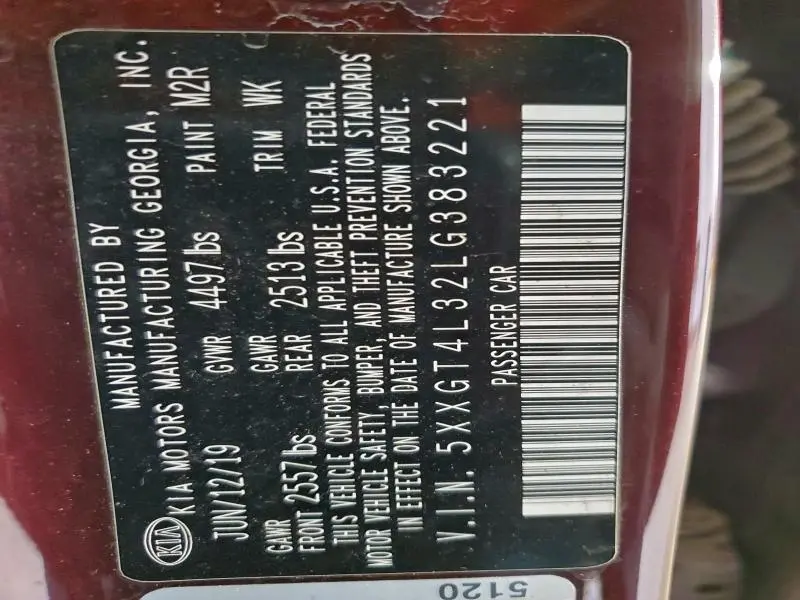 MANUFACTURED BY
KIA KIA MOTORS MANUFACTURING GEORGIA, INC.
JUN/12/19 GVWR 4497lbs PAINT M2R
GAWR FRONT 2557lbs GAWR REAR 2513lbs TRIM WK
THIS VEHICLE CONFORMS TO ALL APPLICABLE U.S.A. FEDERAL
MOTOR VEHICLE SAFETY, BUMPER, AND THEFT PREVENTION STANDARDS
IN EFFECT ON THE DATE OF MANUFACTURE SHOWN ABOVE.
V.I.N. 5XXGT4L32LG383221
PASSENGER CAR
5120